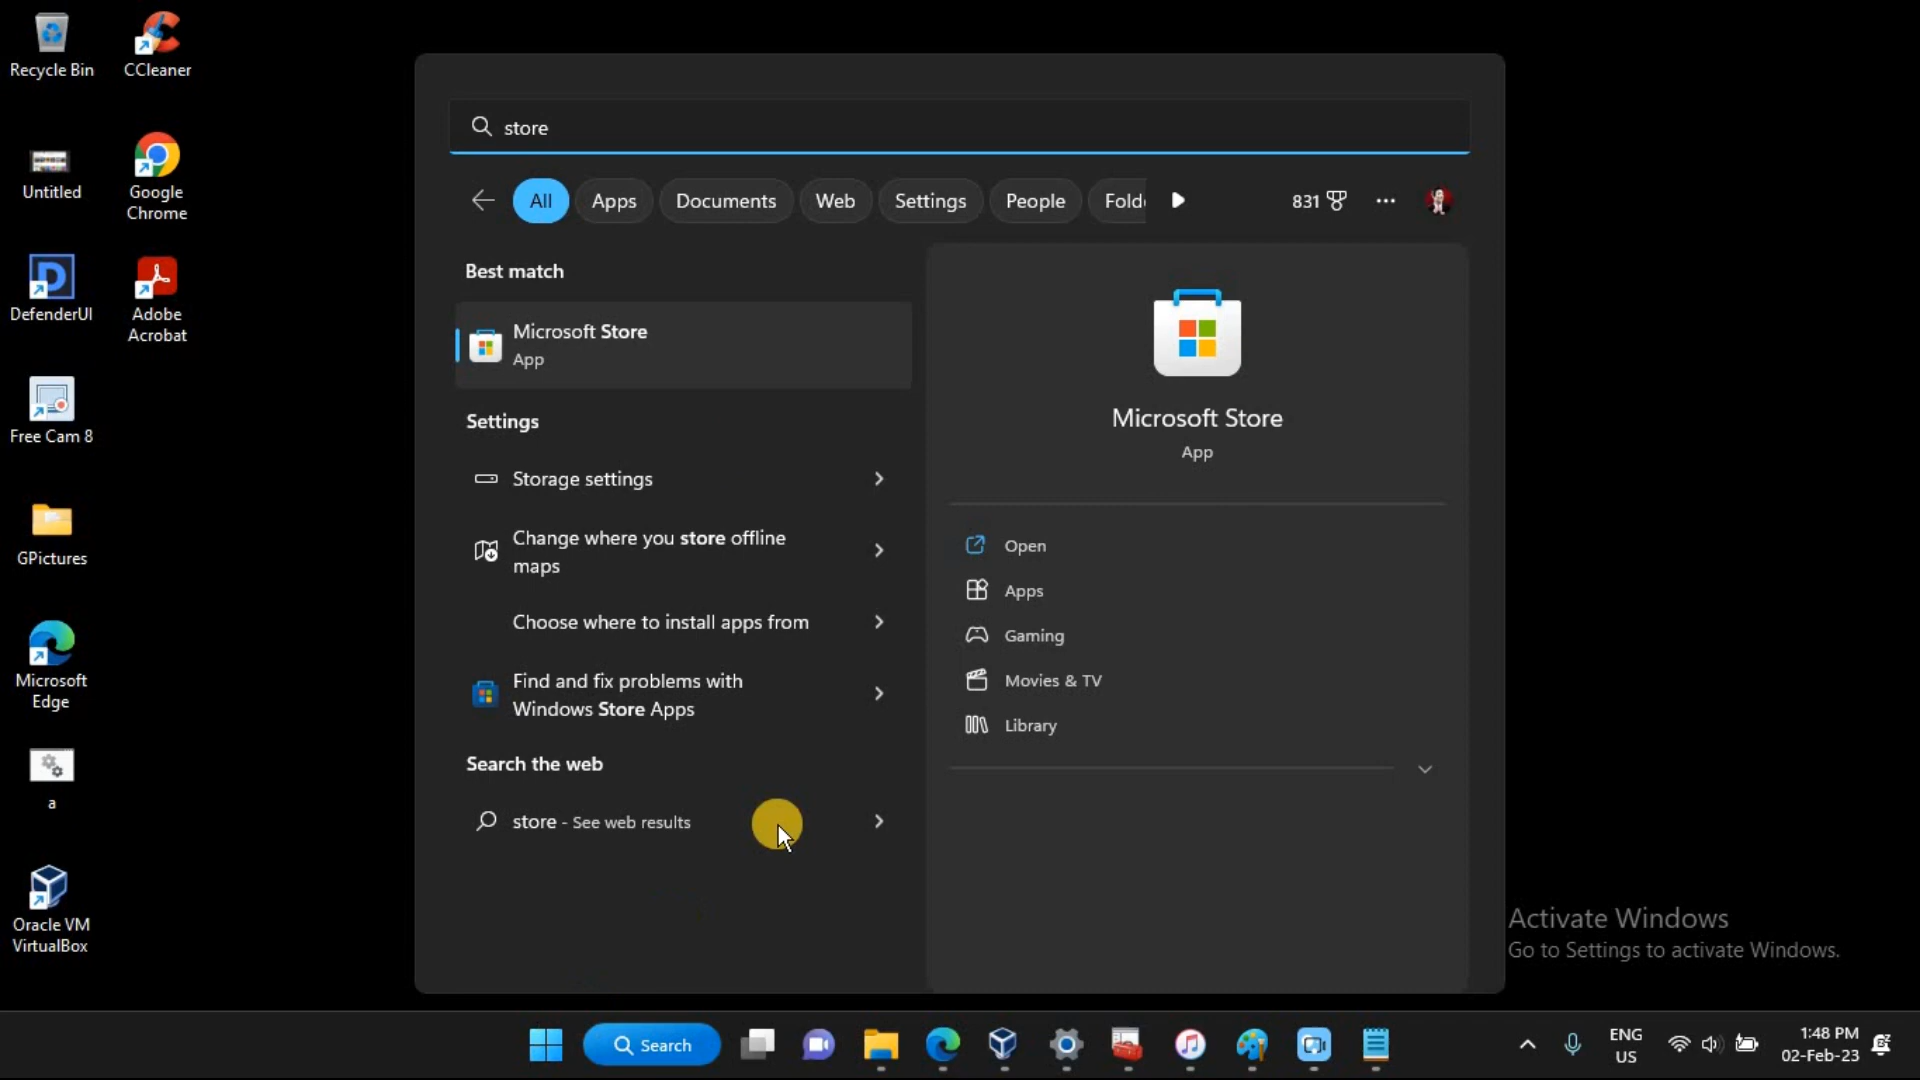 Recycle Bin
CCleaner
Untitled
Google
Chrome
DefenderUI
Adobe
Acrobat
Free Cam 8
GPictures
Microsoft
Edge
a
Oracle VM
VirtualBox
store
All
Apps
Documents
Web
Settings
People
Folde
831
Best match
Microsoft Store
App
Settings
Storage settings
Change where you store offline
maps
Choose where to install apps from
Find and fix problems with
Windows Store Apps
Search the web
store - See web results
Microsoft Store
App
Open
Apps
Gaming
Movies & TV
Library
Activate Windows
Go to Settings to activate Windows.
Search
ENG
US
1:48 PM
02-Feb-23